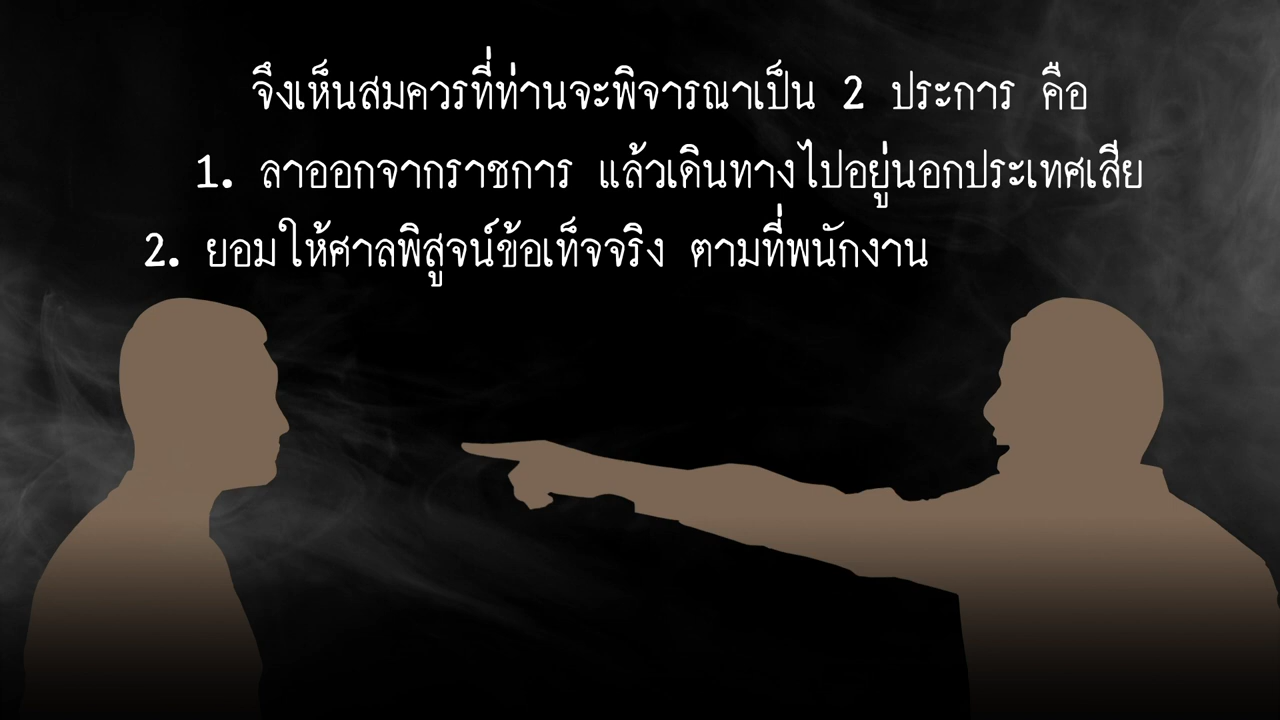 จึงเห็นสมควรที่ท่านจะพิจารณาเป็น 2 ประการ คือ
1. ลาออกจากราชการ แล้วเดินทางไปอยู่นอกประเทศเสีย
2. ยอมให้ศาลพิสูจน์ข้อเท็จจริง ตามที่พนักงาน